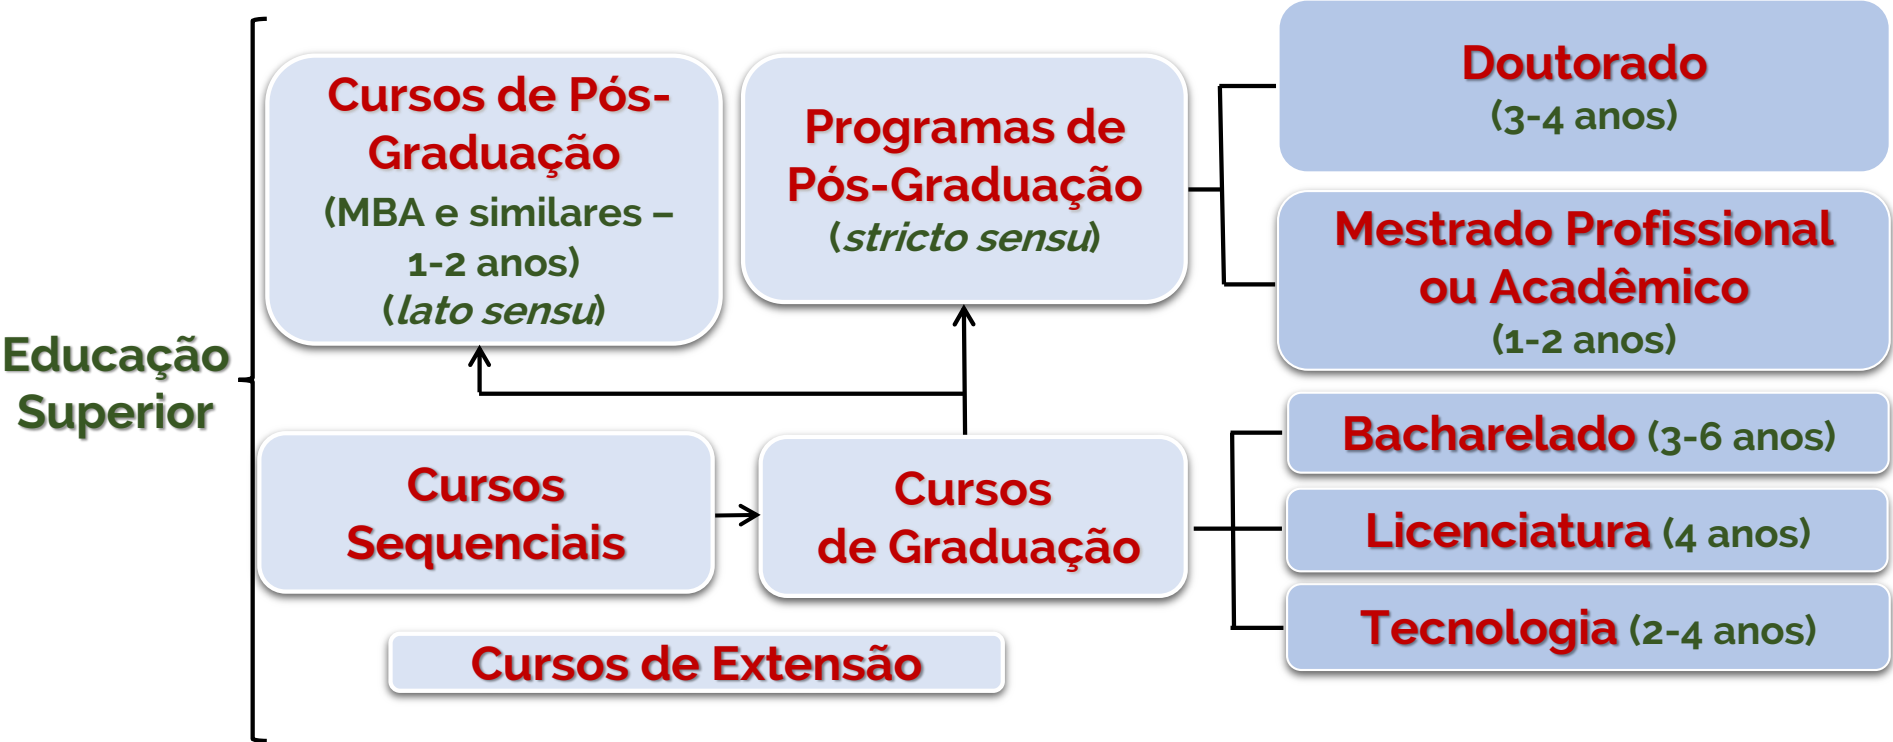 Educação
Superior
Cursos de Pós-
Graduação
(MBA e similares –
1-2 anos)
(lato sensu)
Programas de
Pós-Graduação
(stricto sensu)
Doutorado
(3-4 anos)
Mestrado Profissional
ou Acadêmico
(1-2 anos)
Cursos
Sequenciais
Cursos
de Graduação
Bacharelado (3-6 anos)
Licenciatura (4 anos)
Tecnologia (2-4 anos)
Cursos de Extensão